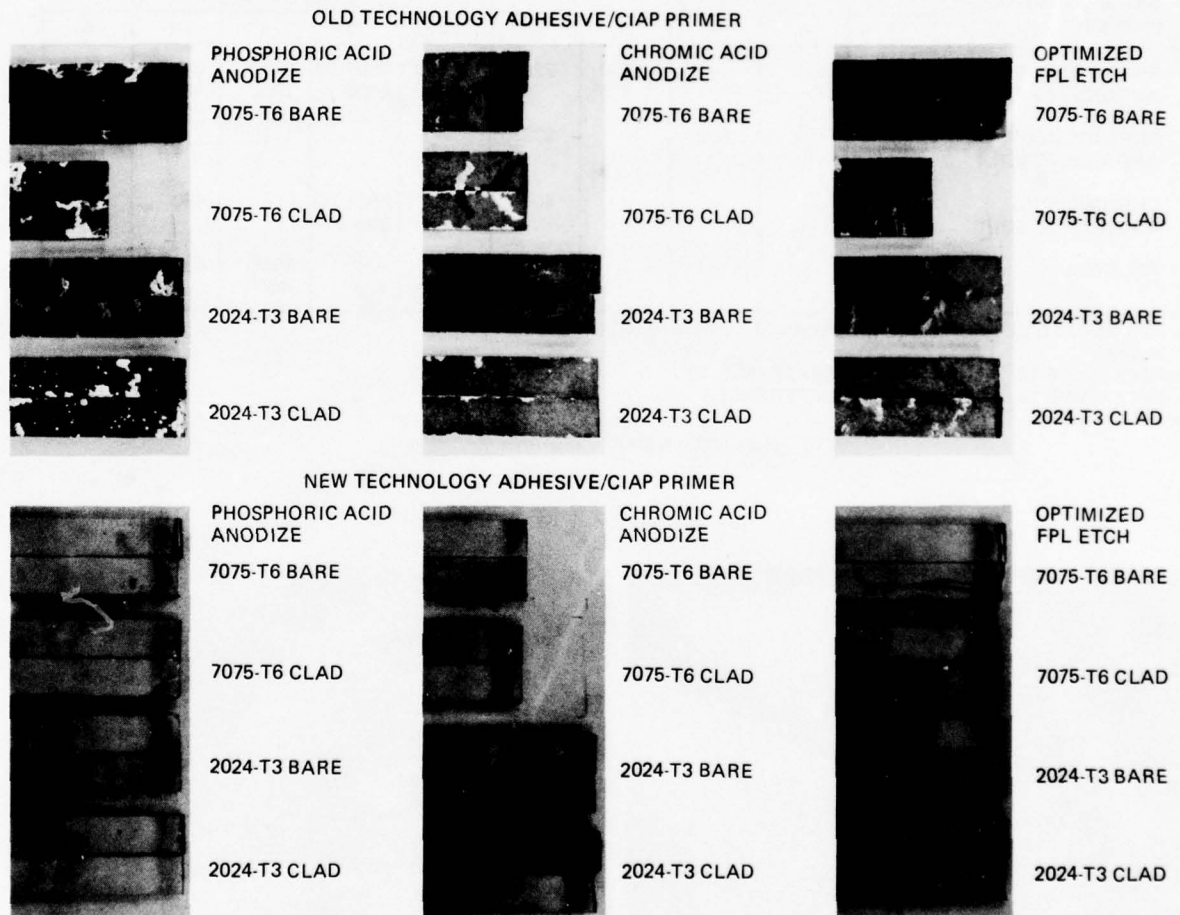 OLD TECHNOLOGY ADHESIVE/CIAP PRIMER
PHOSPHORIC ACID
ANODIZE
7075-T6 BARE
7075-T6 CLAD
2024-T3 BARE
2024-T3 CLAD
CHROMIC ACID
ANODIZE
7075-T6 BARE
7075-T6 CLAD
2024-T3 BARE
2024-T3 CLAD
OPTIMIZED
FPL ETCH
7075-T6 BARE
7075-T6 CLAD
2024-T3 BARE
2024-T3 CLAD
NEW TECHNOLOGY ADHESIVE/CIAP PRIMER
PHOSPHORIC ACID
ANODIZE
7075-T6 BARE
7075-T6 CLAD
2024-T3 BARE
2024-T3 CLAD
CHROMIC ACID
ANODIZE
7075-T6 BARE
7075-T6 CLAD
2024-T3 BARE
2024-T3 CLAD
OPTIMIZED
FPL ETCH
7075-T6 BARE
7075-T6 CLAD
2024-T3 BARE
2024-T3 CLAD